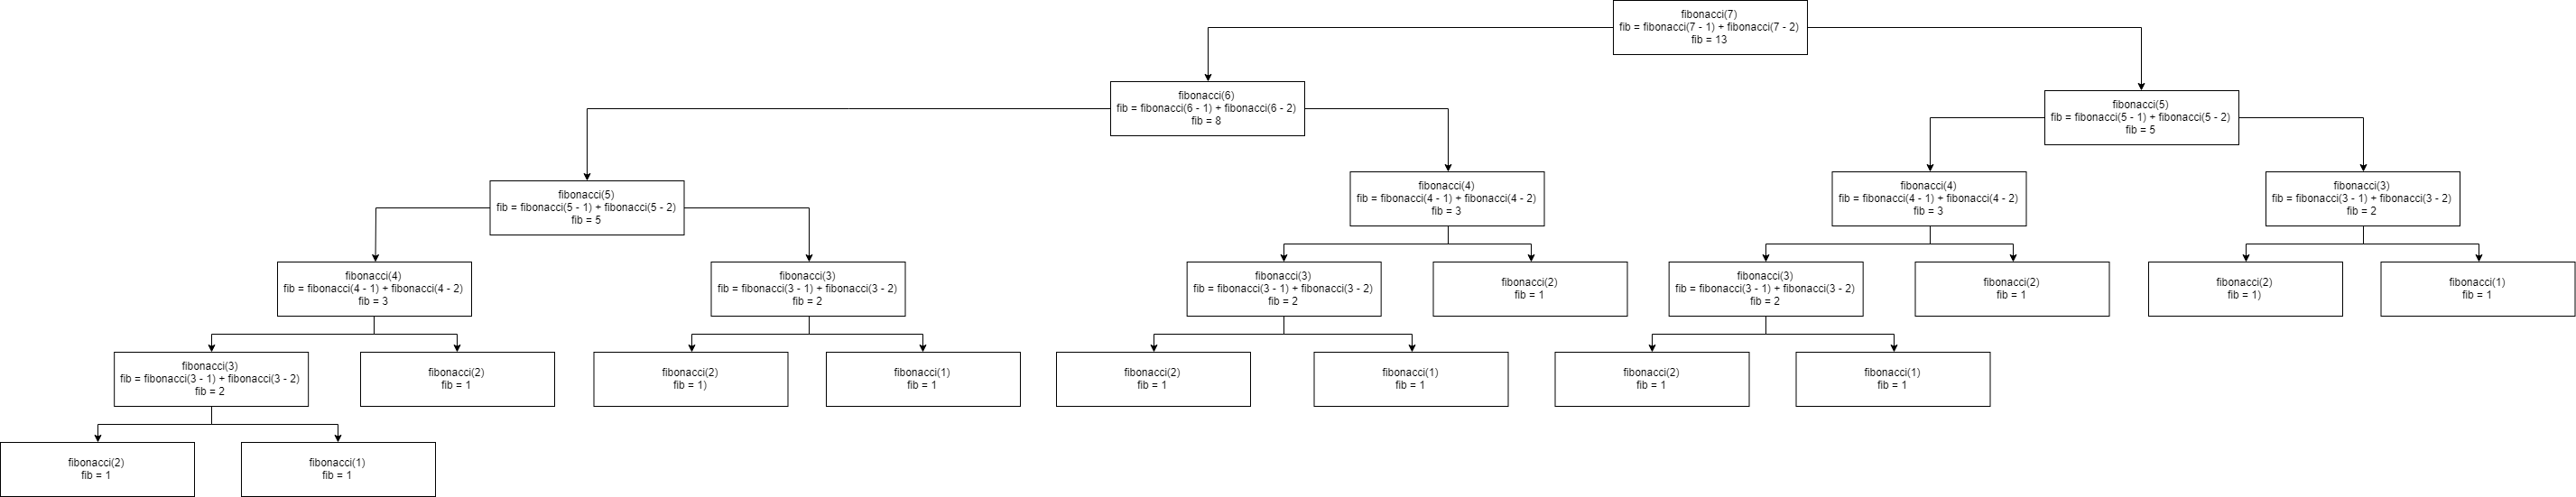 fibonacci(7)
fib = fibonacci(7 - 1) + fibonacci(7 - 2)
fib = 13
fibonacci(6)
fib = fibonacci(6 - 1) + fibonacci(6 - 2)
fib = 8
fibonacci(5)
fib = fibonacci(5 - 1) + fibonacci(5 - 2)
fib = 5
fibonacci(5)
fib = fibonacci(5 - 1) + fibonacci(5 - 2)
fib = 5
fibonacci(4)
fib = fibonacci(4 - 1) + fibonacci(4 - 2)
fib = 3
fibonacci(4)
fib = fibonacci(4 - 1) + fibonacci(4 - 2)
fib = 3
fibonacci(3)
fib = fibonacci(3 - 1) + fibonacci(3 - 2)
fib = 2
fibonacci(4)
fib = fibonacci(4 - 1) + fibonacci(4 - 2)
fib = 3
fibonacci(3)
fib = fibonacci(3 - 1) + fibonacci(3 - 2)
fib = 2
fibonacci(3)
fib = fibonacci(3 - 1) + fibonacci(3 - 2)
fib = 2
fibonacci(2)
fib = 1
fibonacci(3)
fib = fibonacci(3 - 1) + fibonacci(3 - 2)
fib = 2
fibonacci(2)
fib = 1
fibonacci(2)
fib = 1)
fibonacci(1)
fib = 1
fibonacci(3)
fib = fibonacci(3 - 1) + fibonacci(3 - 2)
fib = 2
fibonacci(2)
fib = 1
fibonacci(2)
fib = 1)
fibonacci(1)
fib = 1
fibonacci(2)
fib = 1
fibonacci(1)
fib = 1
fibonacci(2)
fib = 1
fibonacci(1)
fib = 1
fibonacci(2)
fib = 1
fibonacci(1)
fib = 1